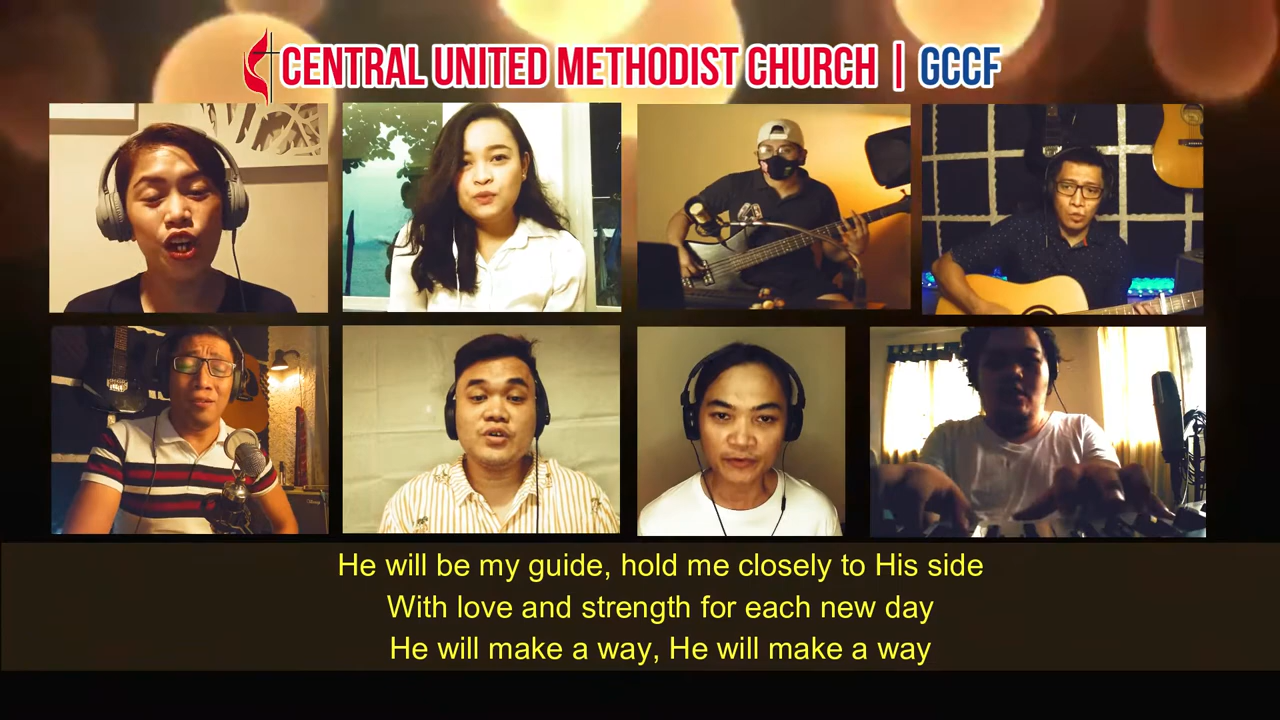 CENTRAL UNITED METHODIST CHURCH | GCCF
He will be my guide, hold me closely to His side
With love and strength for each new day
He will make a way, He will make a way